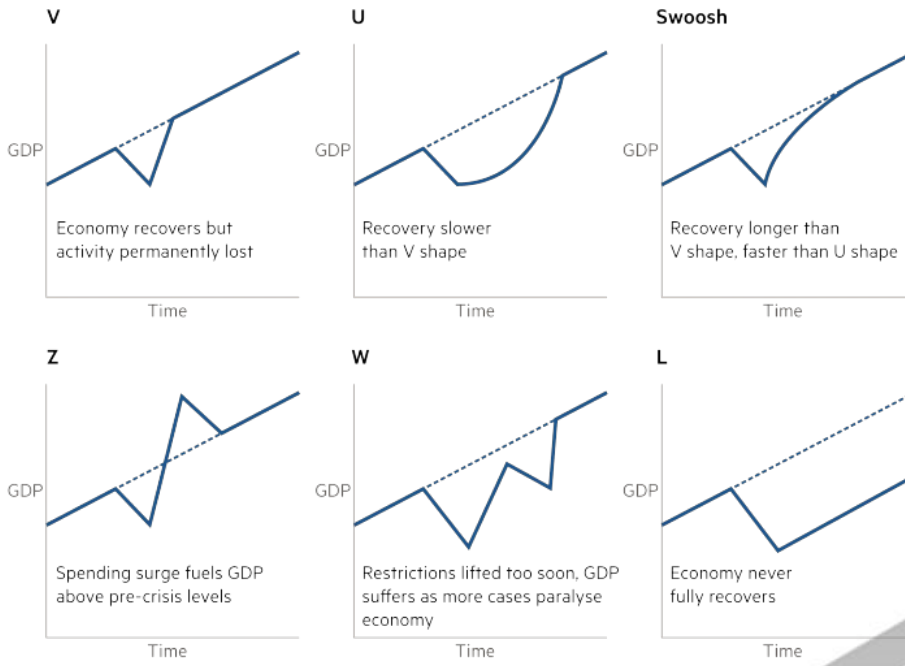 V
GDP
Economy recovers but
activity permanently lost
Time
U
Recovery slower
than V shape
Time
Swoosh
GDP
Recovery longer than
V shape, faster than U shape
Time
Z
GDP
Spending surge fuels GDP
above pre-crisis levels
Time
W
GDP
Restrictions lifted too soon, GDP
suffers as more cases paralyse
economy
Time
L
GDP
Economy never
fully recovers
Time